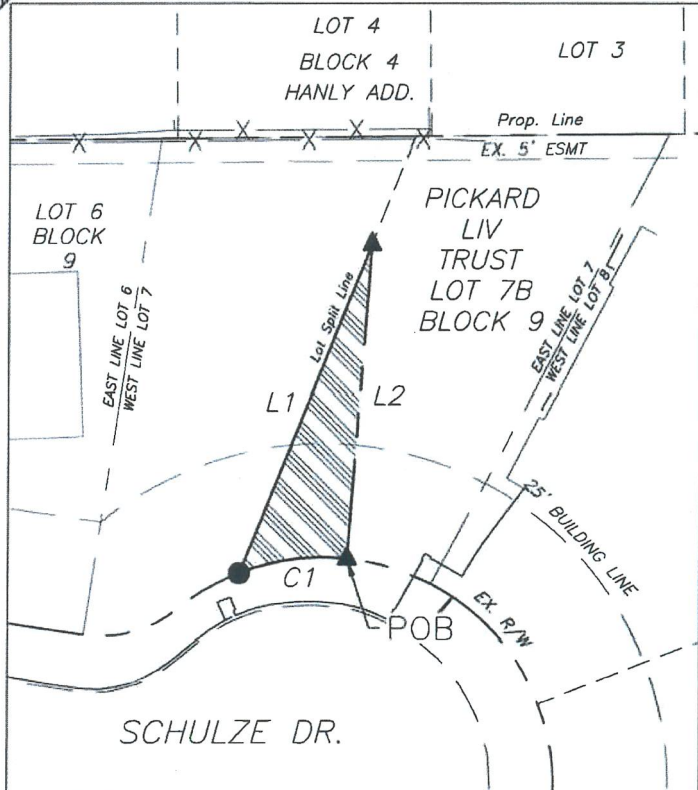 LOT 4
BLOCK 4
HANLY ADD.
LOT 3
Prop. Line
EX. 5' ESMT
LOT 6
BLOCK
9
PICKARD
LIV
TRUST
LOT 7B
BLOCK 9
EAST LINE LOT 6
WEST LINE LOT 7
Lot Split Line
EAST LINE LOT 7
WEST LINE LOT 8
L1
L2
25' BUILDING LINE
C1
POB
EX. R/W
SCHULZE DR.